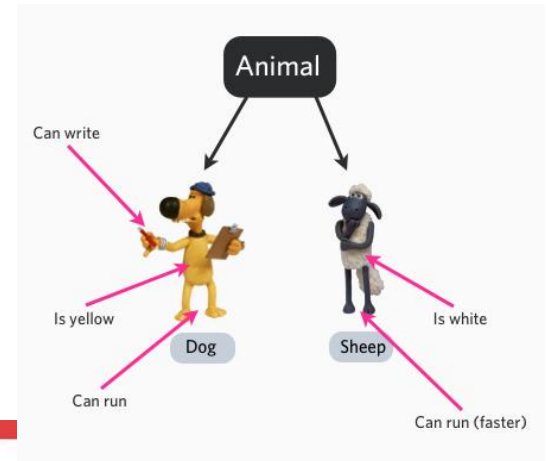 Animal
Can write
Is yellow
Is white
Dog
Sheep
Can run
Can run (faster)